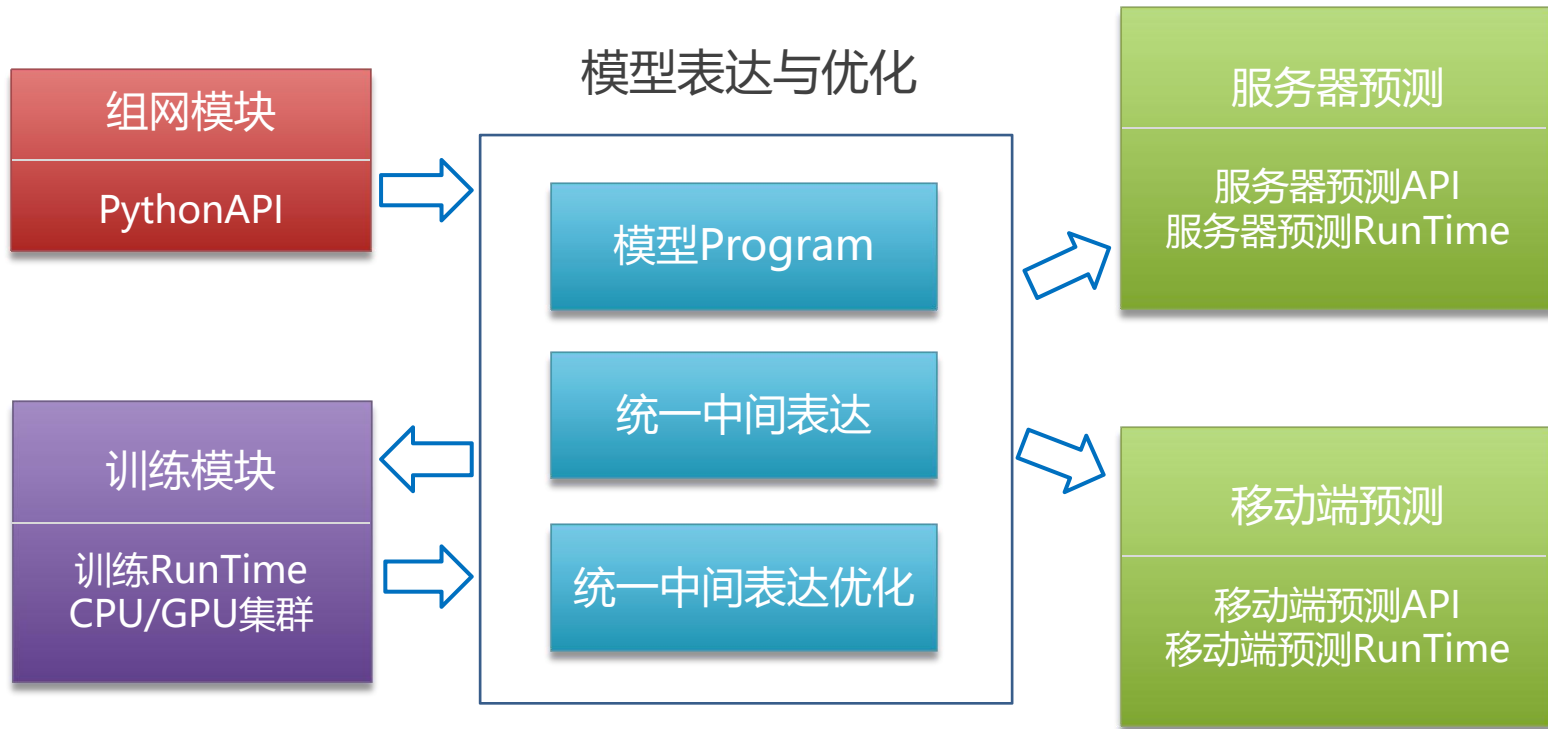 模型表达与优化
组网模块
PythonAPI
训练模块
训练RunTime
CPU/GPU集群
模型Program
统一中间表达
统一中间表达优化
服务器预测
服务器预测API
服务器预测RunTime
移动端预测
移动端预测API
移动端预测RunTime